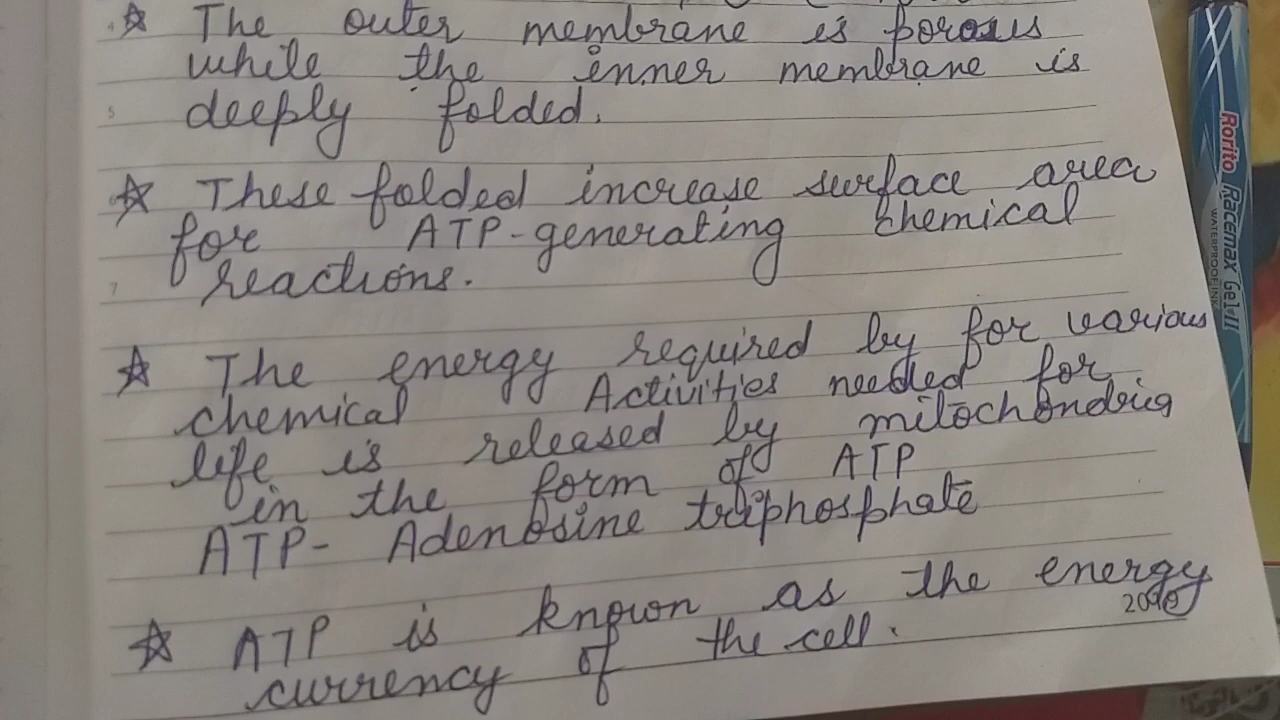 ☆ The outer membrane is porous
while the inner membrane is
deeply folded.
☆ These folded increase surface area
for ATP-generating chemical
reactions.
☆ The energy required by for various
chemical Activities needed for
life is released by mitochondria
in the form of ATP
ATP- Adenosine triphosphate
☆ ATP is known as the energy
currency of the cell.
Rorito Racemax Gel-II
WATERPROOF INK
5
7